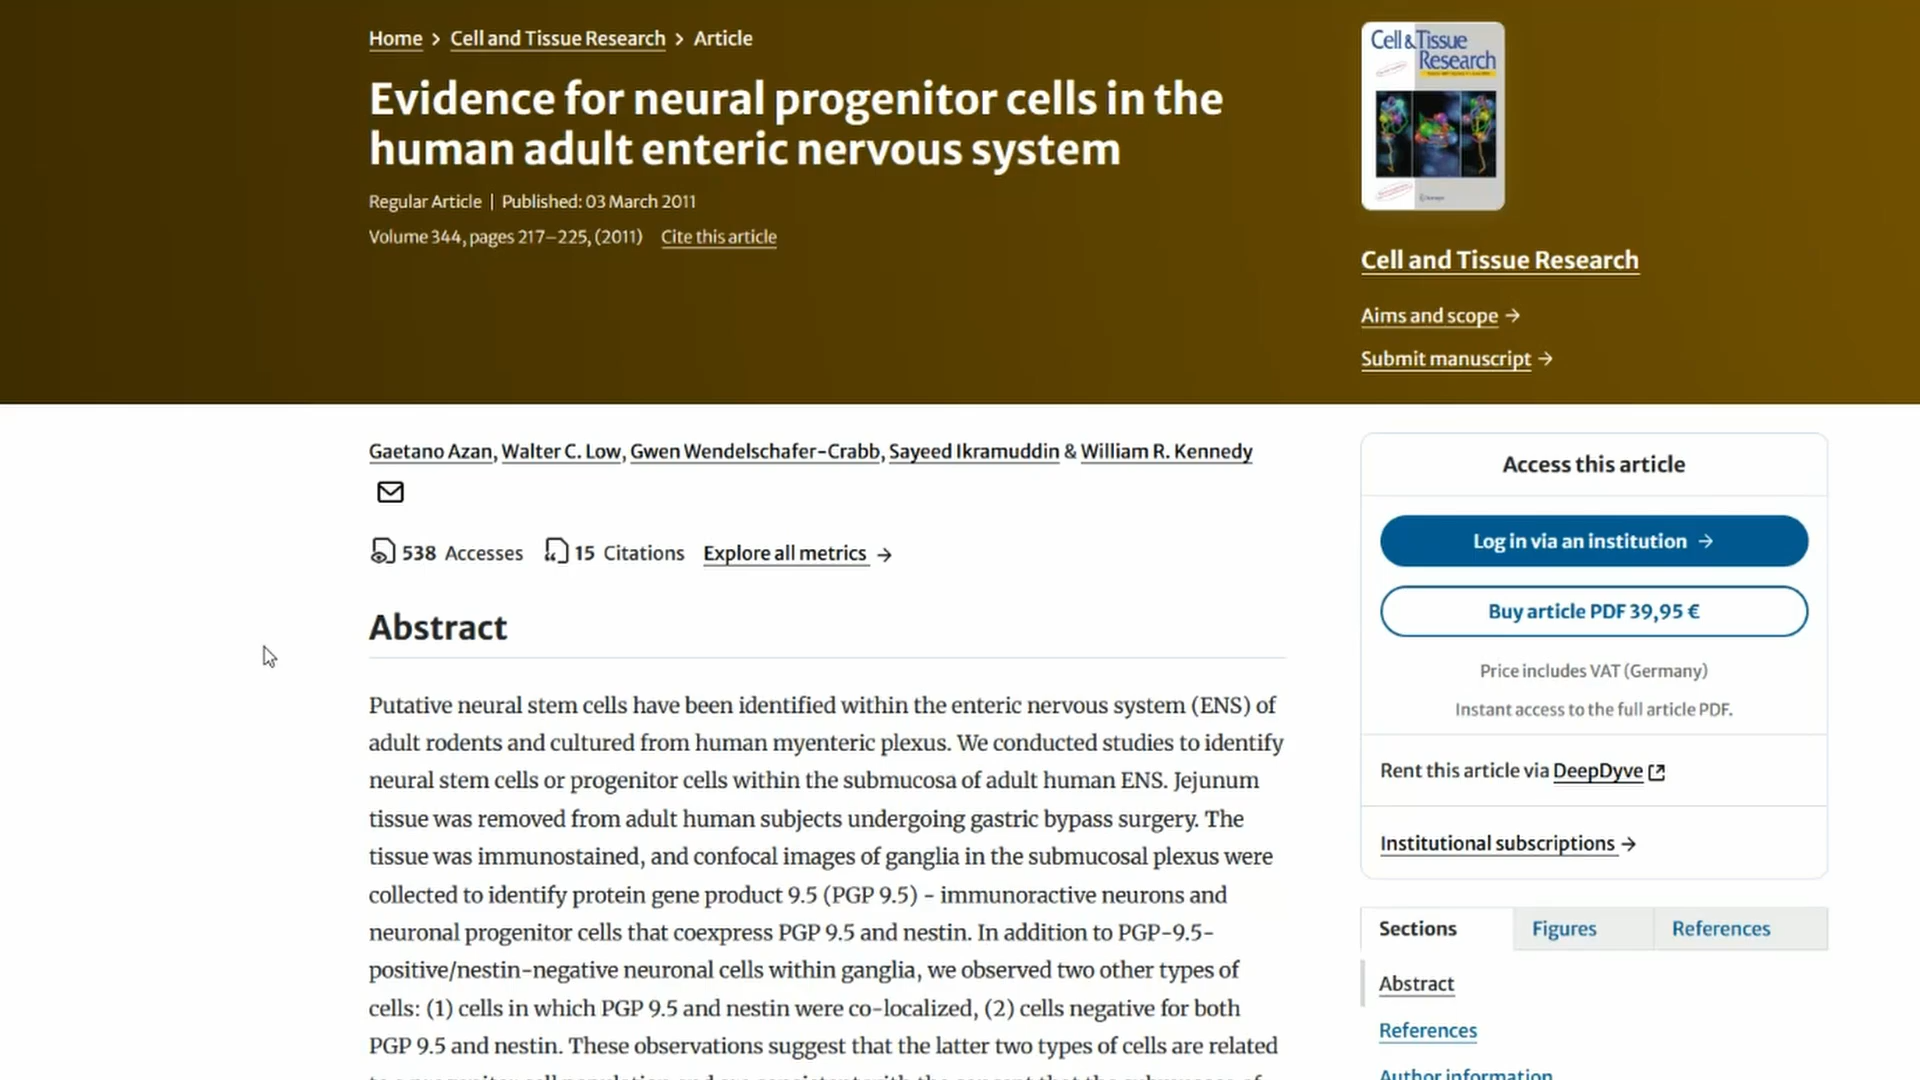 Home > Cell and Tissue Research > Article
Evidence for neural progenitor cells in the
human adult enteric nervous system
Regular Article | Published: 03 March 2011
Volume 344, pages 217–225, (2011) Cite this article
Cell & Tissue
Research
Cell and Tissue Research
Aims and scope →
Submit manuscript →
Gaetano Azan, Walter C. Low, Gwen Wendelschafer-Crabb, Sayeed Ikramuddin & William R. Kennedy
538 Accesses 15 Citations Explore all metrics →
Abstract
Putative neural stem cells have been identified within the enteric nervous system (ENS) of
adult rodents and cultured from human myenteric plexus. We conducted studies to identify
neural stem cells or progenitor cells within the submucosa of adult human ENS. Jejunum
tissue was removed from adult human subjects undergoing gastric bypass surgery. The
tissue was immunostained, and confocal images of ganglia in the submucosal plexus were
collected to identify protein gene product 9.5 (PGP 9.5) - immunoractive neurons and
neuronal progenitor cells that coexpress PGP 9.5 and nestin. In addition to PGP-9.5-
positive/nestin-negative neuronal cells within ganglia, we observed two other types of
cells: (1) cells in which PGP 9.5 and nestin were co-localized, (2) cells negative for both
PGP 9.5 and nestin. These observations suggest that the latter two types of cells are related
Access this article
Log in via an institution →
Buy article PDF 39,95 €
Price includes VAT (Germany)
Instant access to the full article PDF.
Rent this article via DeepDyve
Institutional subscriptions →
Sections Figures References
Abstract
References
Author information